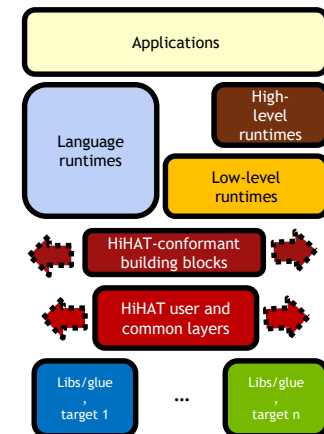 Applications
Language
runtimes
High-
level
runtimes
Low-level
runtimes
HiHAT-conformant
building blocks
HiHAT user and
common layers
Libs/glue
,
target 1
...
Libs/glue
,
target n